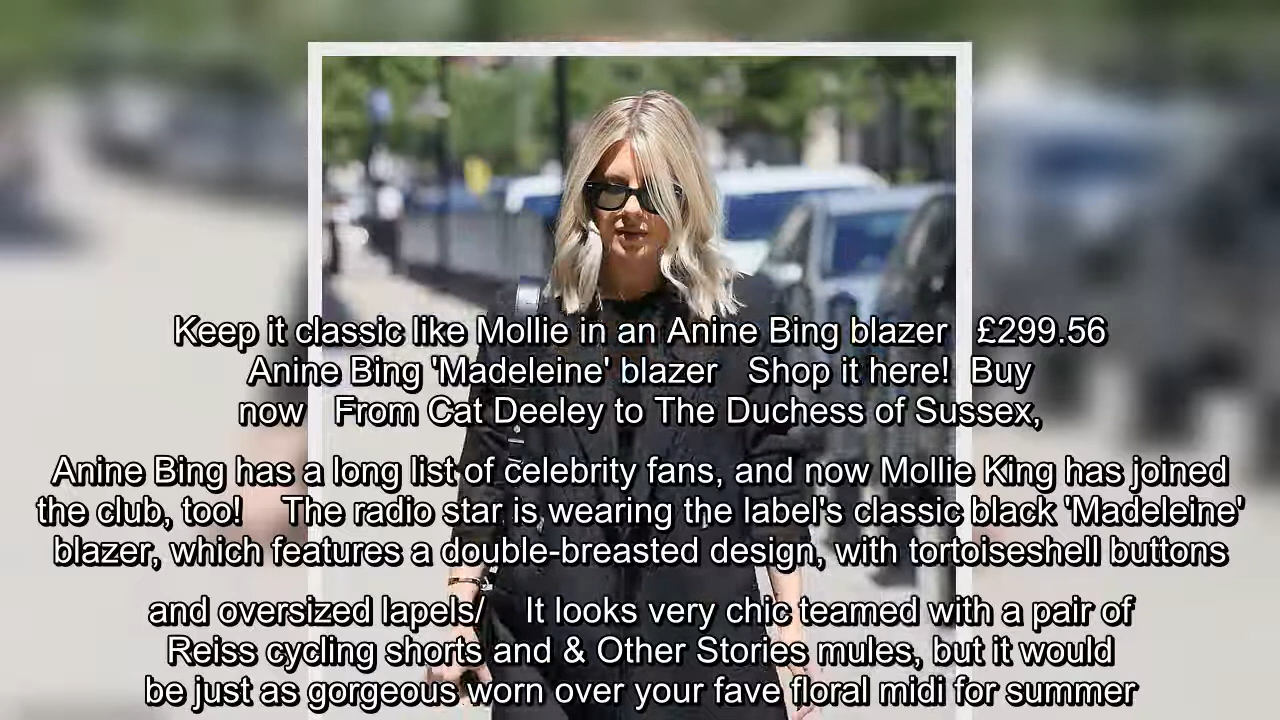 Keep it classic like Mollie in an Anine Bing blazer   £299.56
Anine Bing 'Madeleine' blazer   Shop it here!  Buy
now   From Cat Deeley to The Duchess of Sussex,
Anine Bing has a long list of celebrity fans, and now Mollie King has joined
the club, too!    The radio star is wearing the label's classic black 'Madeleine'
blazer, which features a double-breasted design, with tortoiseshell buttons
and oversized lapels/    It looks very chic teamed with a pair of
Reiss cycling shorts and & Other Stories mules, but it would
be just as gorgeous worn over your fave floral midi for summer